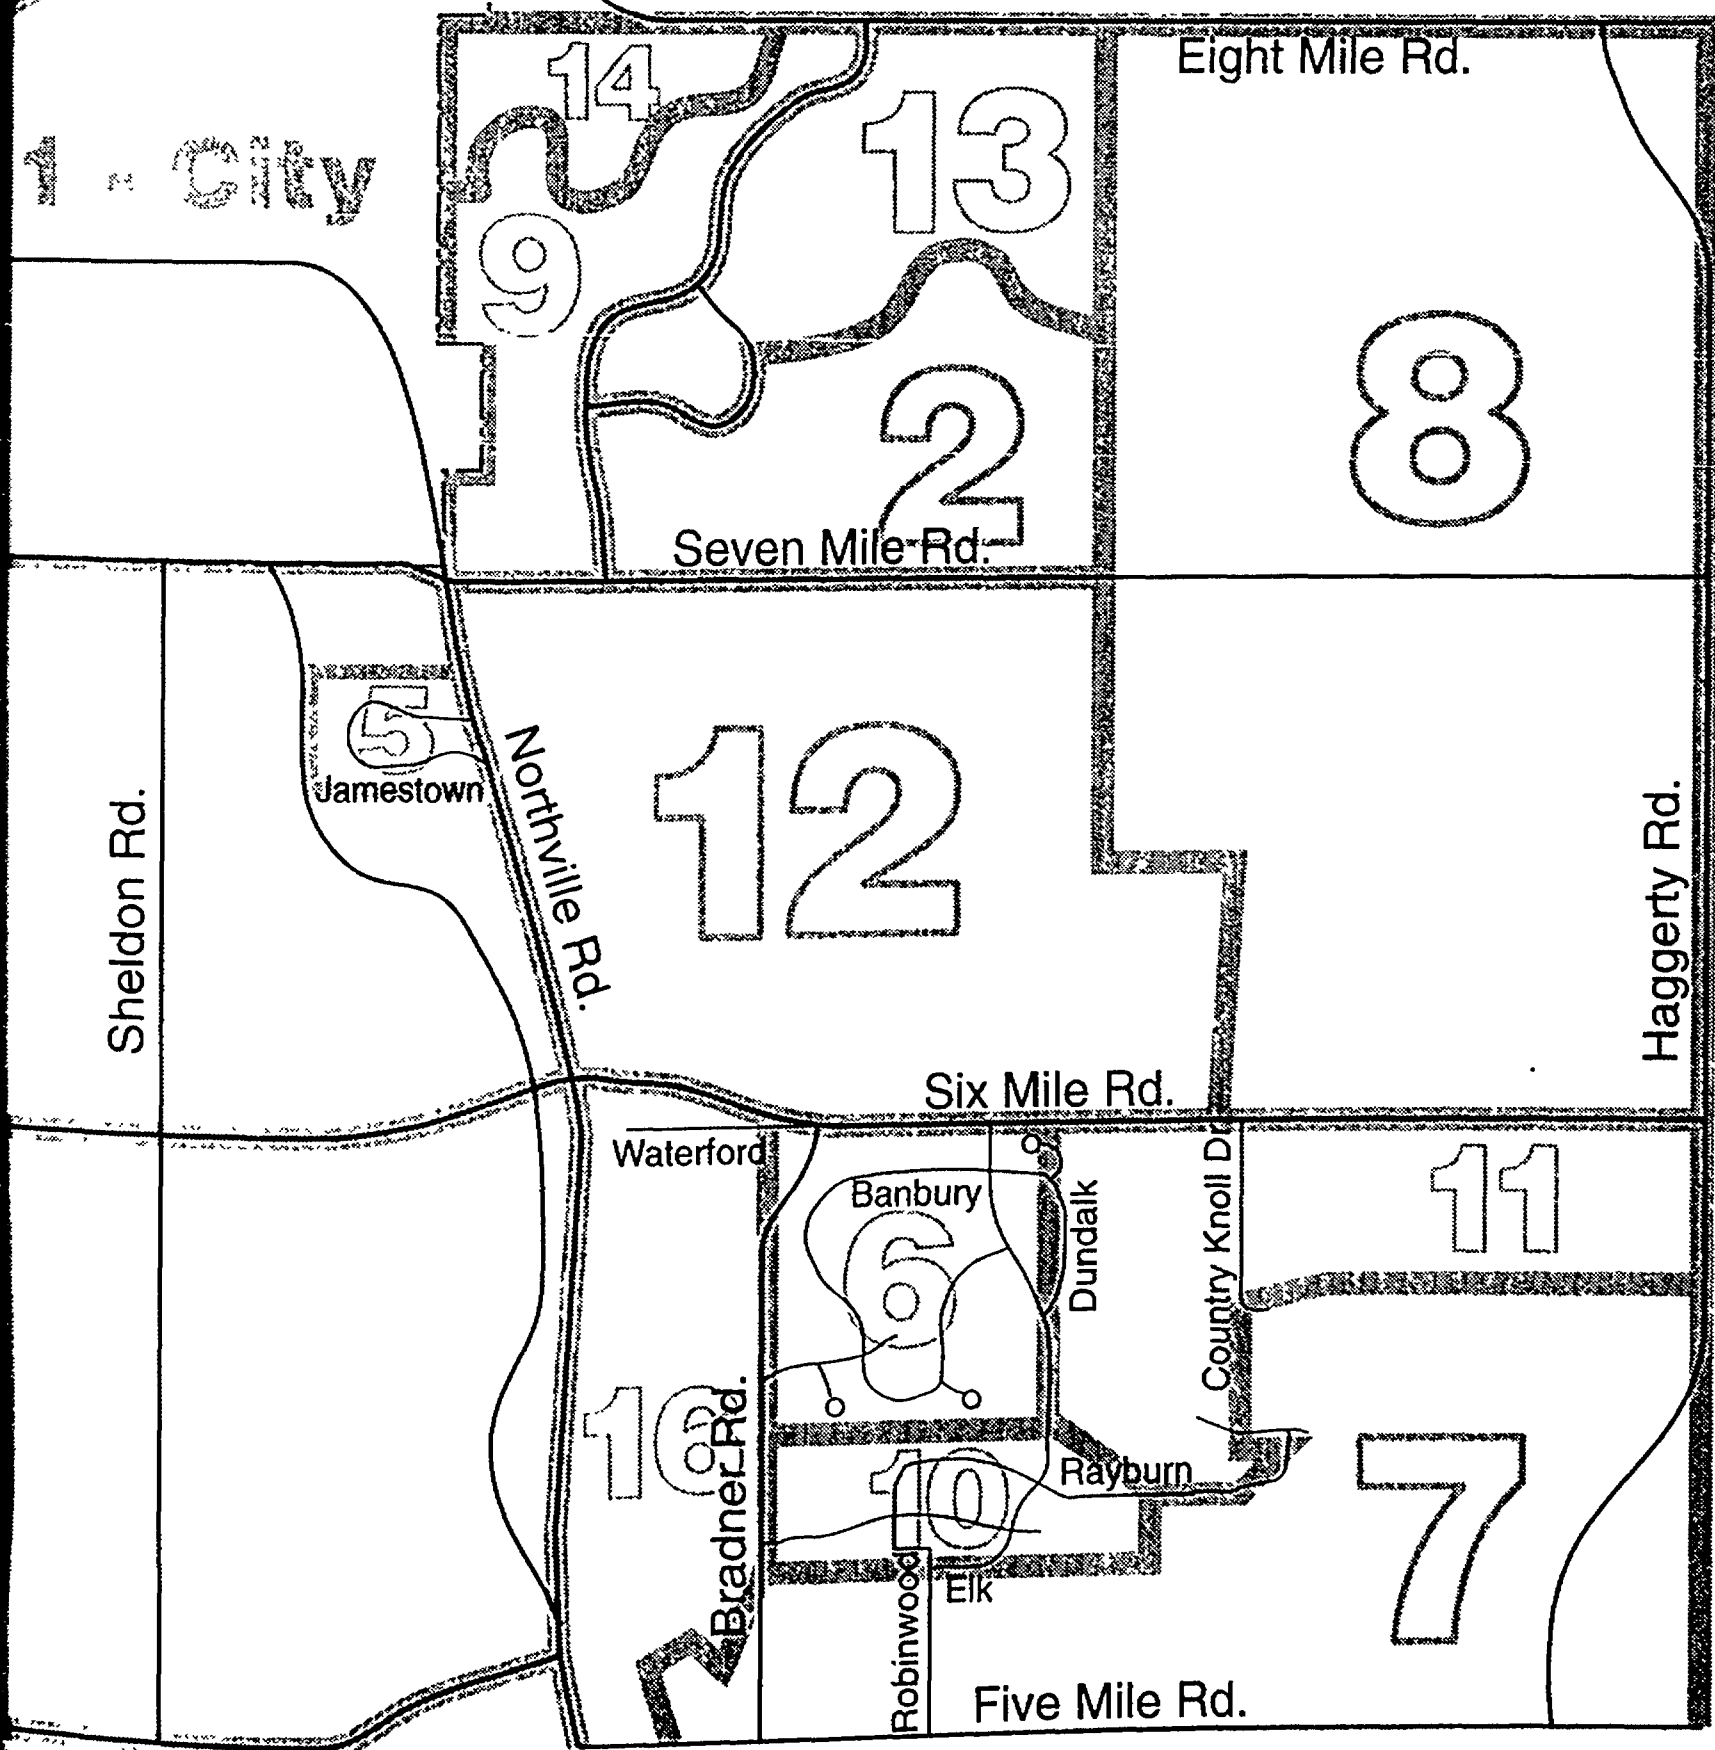 Eight Mile Rd.
14
13
1 - City
9
8
2
Seven Mile Rd.
5
Jamestown
Northville Rd.
12
Sheldon Rd.
Haggerty Rd.
Six Mile Rd.
Waterford
Banbury
Dundalk
Country Knoll Dr.
11
6
16
Bradner Rd.
10
Rayburn
7
Robinwood
Elk
Five Mile Rd.